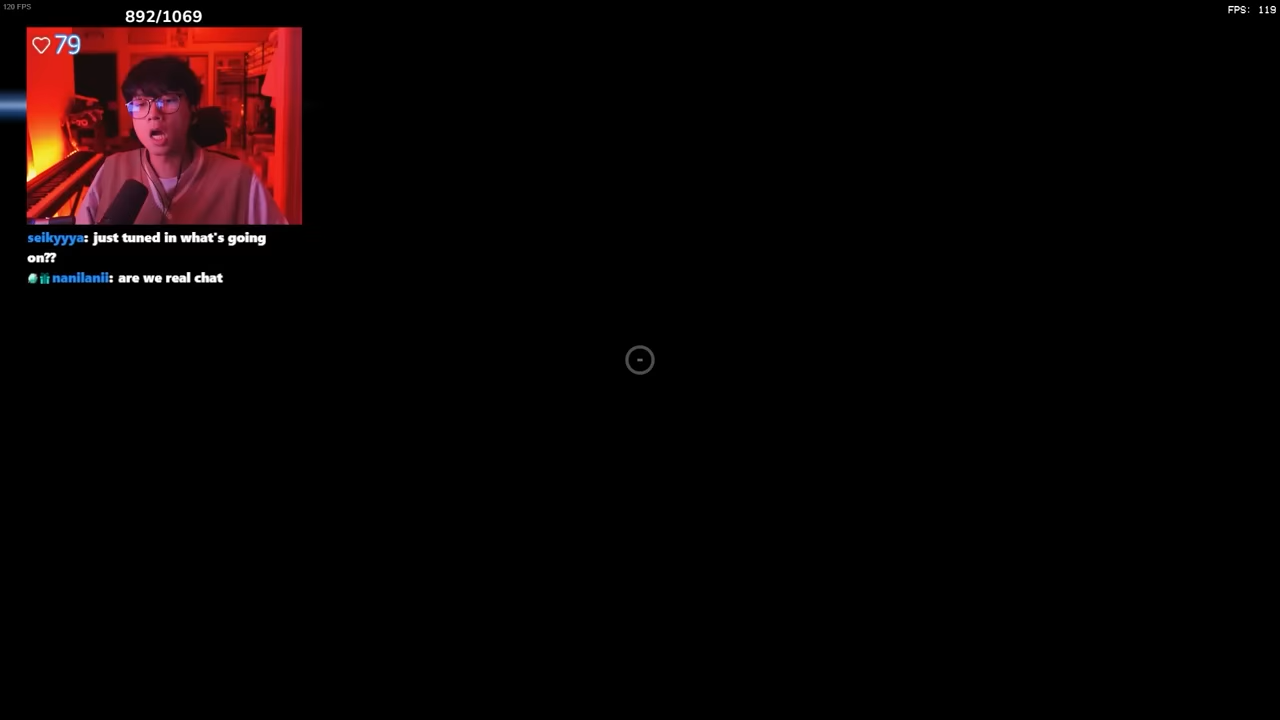 120 FPS
892/1069
FPS: 119
79
seikyyya: just tuned in what's going
on??
nanilanii: are we real chat